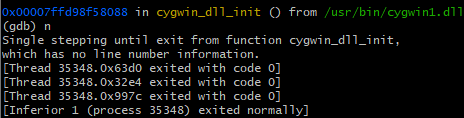 0x00007ffd98f58088 in cygwin_dll_init () from /usr/bin/cygwin1.dll
(gdb) n
Single stepping until exit from function cygwin_dll_init,
which has no line number information.
[Thread 35348.0x63d0 exited with code 0]
[Thread 35348.0x32e4 exited with code 0]
[Thread 35348.0x997c exited with code 0]
[Inferior 1 (process 35348) exited normally]